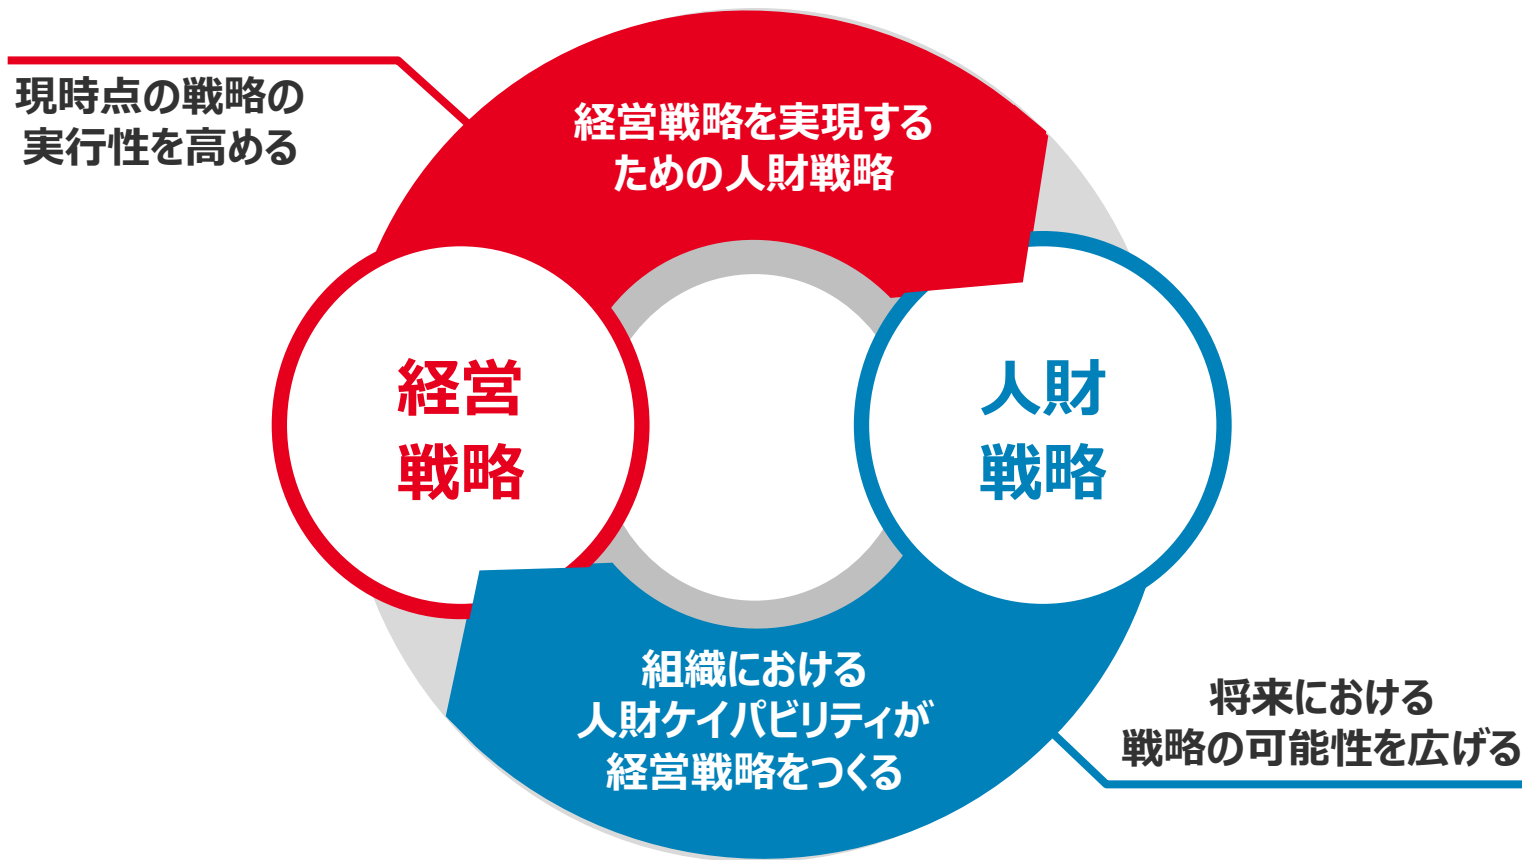 現時点の戦略の
実行性を高める
経営戦略を実現する
ための人財戦略
経営
戦略
人財
戦略
組織における
人財ケイパビリティが
経営戦略をつくる
将来における
戦略の可能性を広げる